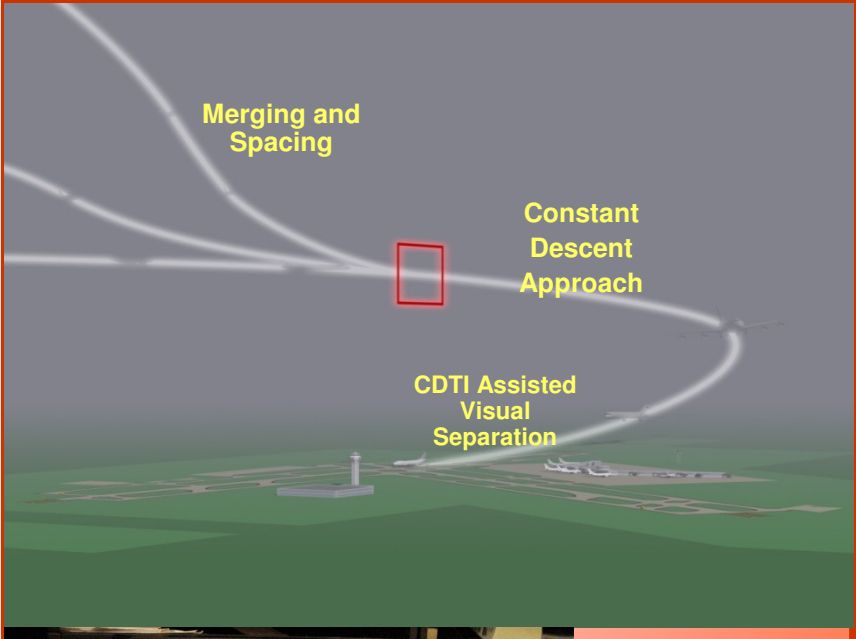 Merging and
Spacing
Constant
Descent
Approach
CDTI Assisted
Visual
Separation